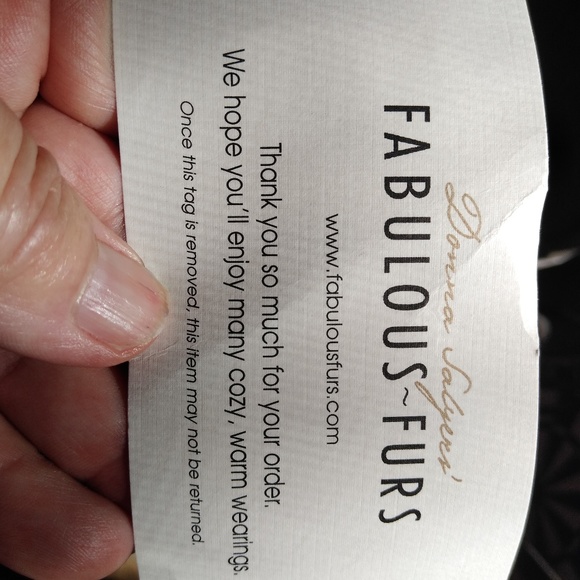 Donna Salyers'
FABULOUS~FURS
www.fabulousfurs.com
Thank you so much for your order.
We hope you'll enjoy many cozy, warm wearings.
Once this tag is removed, this item may not be returned.